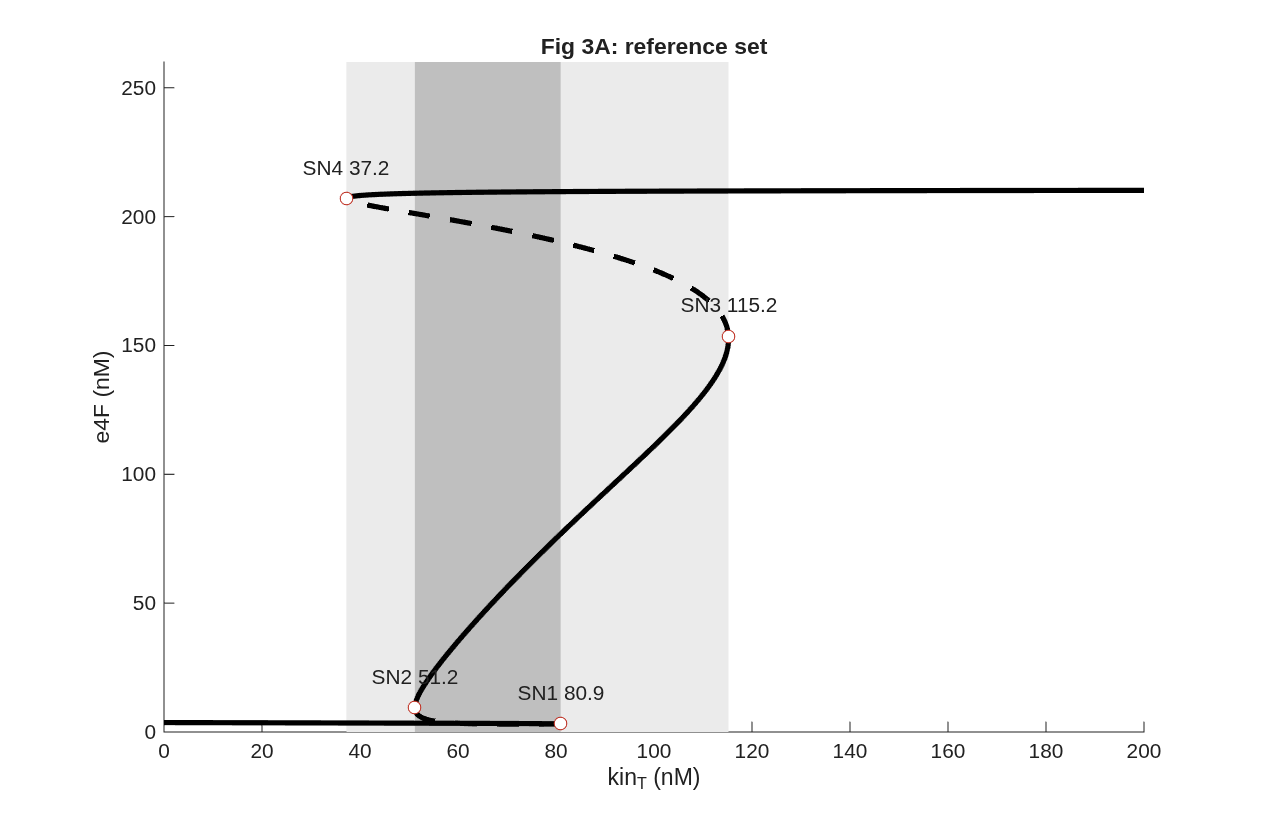 Fig 3A: reference set
250
SN4 37.2
200
SN3 115.2
150
e4F (nM)
100
50
SN2 51.2
SN1 80.9
0
0 20 40 60 80 100 120 140 160 180 200
kinT (nM)